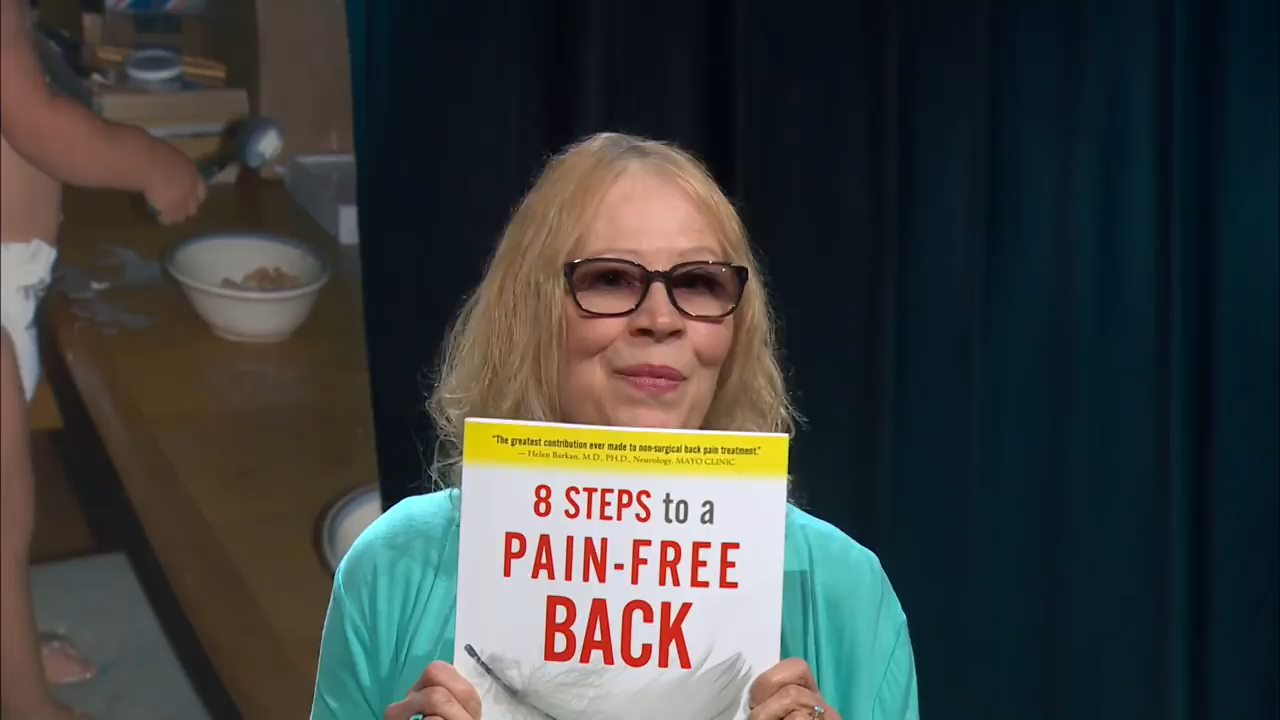 "The greatest contribution ever made to non-surgical back pain treatment."
— Helen Barkan, M.D., PH.D., Neurology, MAYO CLINIC
8 STEPS to a
PAIN-FREE
BACK